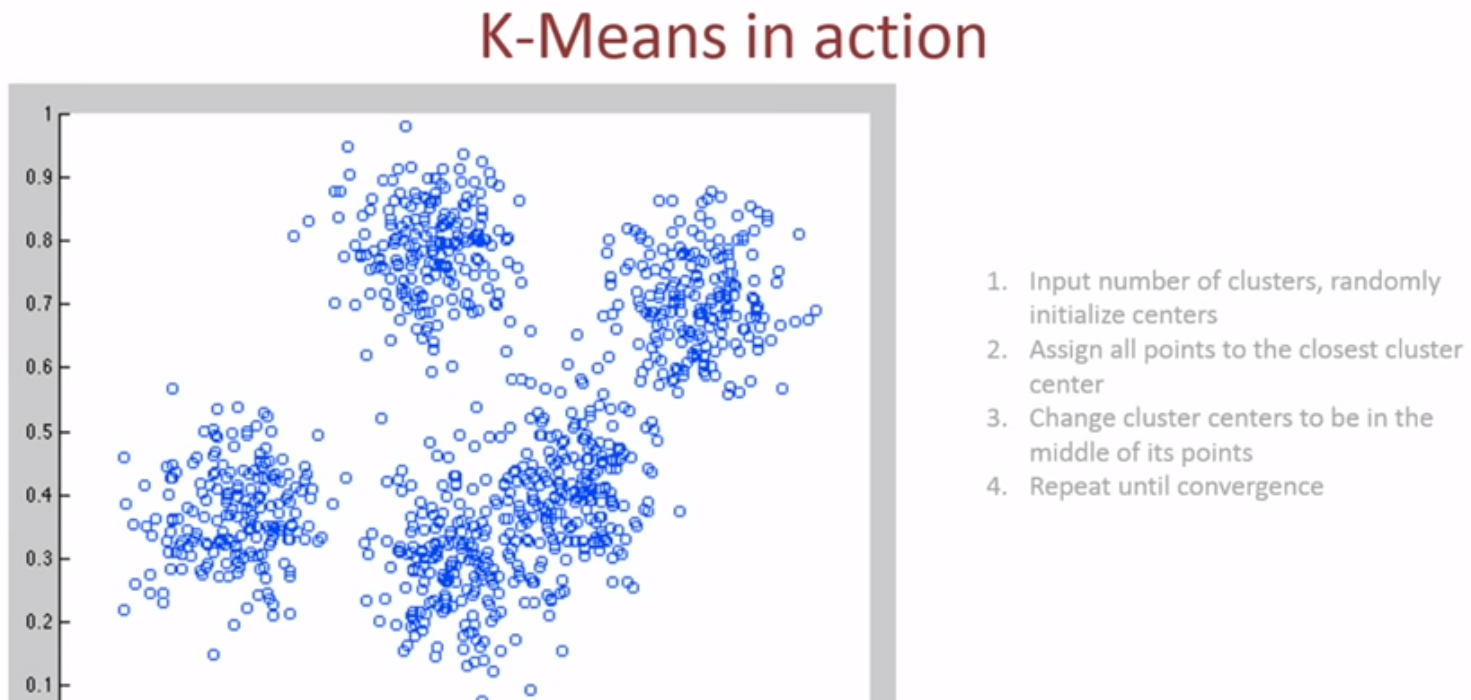 K-Means in action
1
0.9
0.8
0.7
0.6
0.5
0.4
0.3
0.2
0.1
1. Input number of clusters, randomly
initialize centers
2. Assign all points to the closest cluster
center
3. Change cluster centers to be in the
middle of its points
4. Repeat until convergence